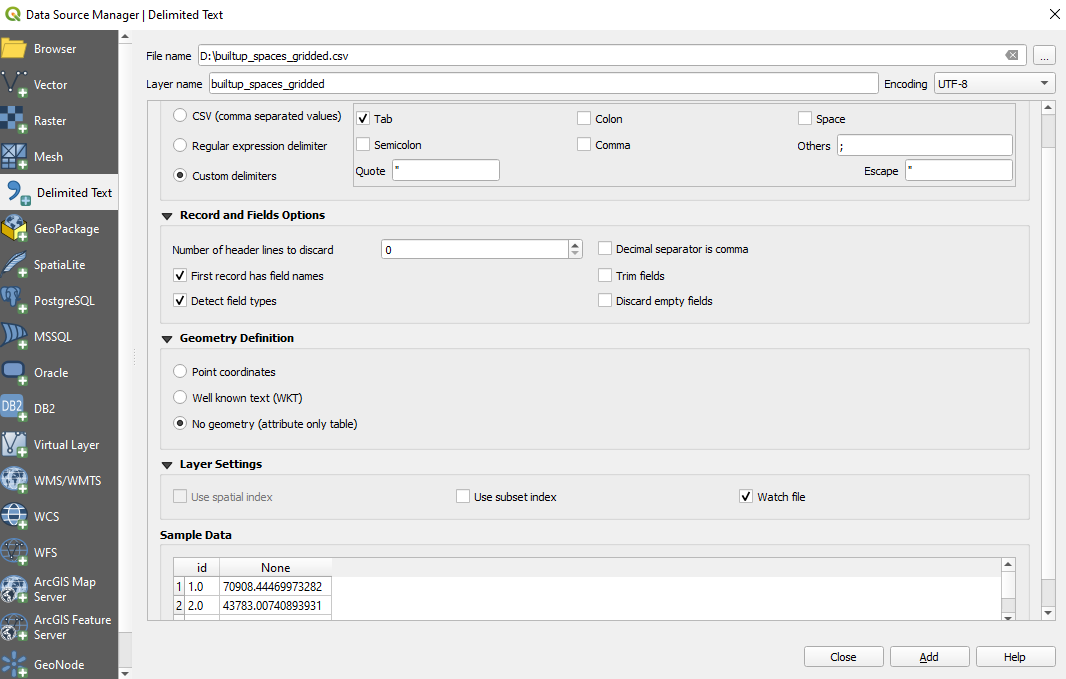 Data Source Manager | Delimited Text
Browser
Vector
Raster
Mesh
Delimited Text
GeoPackage
SpatiaLite
PostgreSQL
MSSQL
Oracle
DB2
DB2
Virtual Layer
WMS/WMTS
WCS
WFS
ArcGIS Map
Server
ArcGIS Feature
Server
GeoNode
File name D:\builtup_spaces_gridded.csv ...
Layer name builtup_spaces_gridded Encoding UTF-8
CSV (comma separated values) Tab Colon Space
Regular expression delimiter Semicolon Comma Others ;
Custom delimiters Quote " Escape "
Record and Fields Options
Number of header lines to discard 0 Decimal separator is comma
First record has field names Trim fields
Detect field types Discard empty fields
Geometry Definition
Point coordinates
Well known text (WKT)
No geometry (attribute only table)
Layer Settings
Use spatial index Use subset index Watch file
Sample Data
id None
1 1.0 70908.44469973282
2 2.0 43783.00740893931
Close Add Help